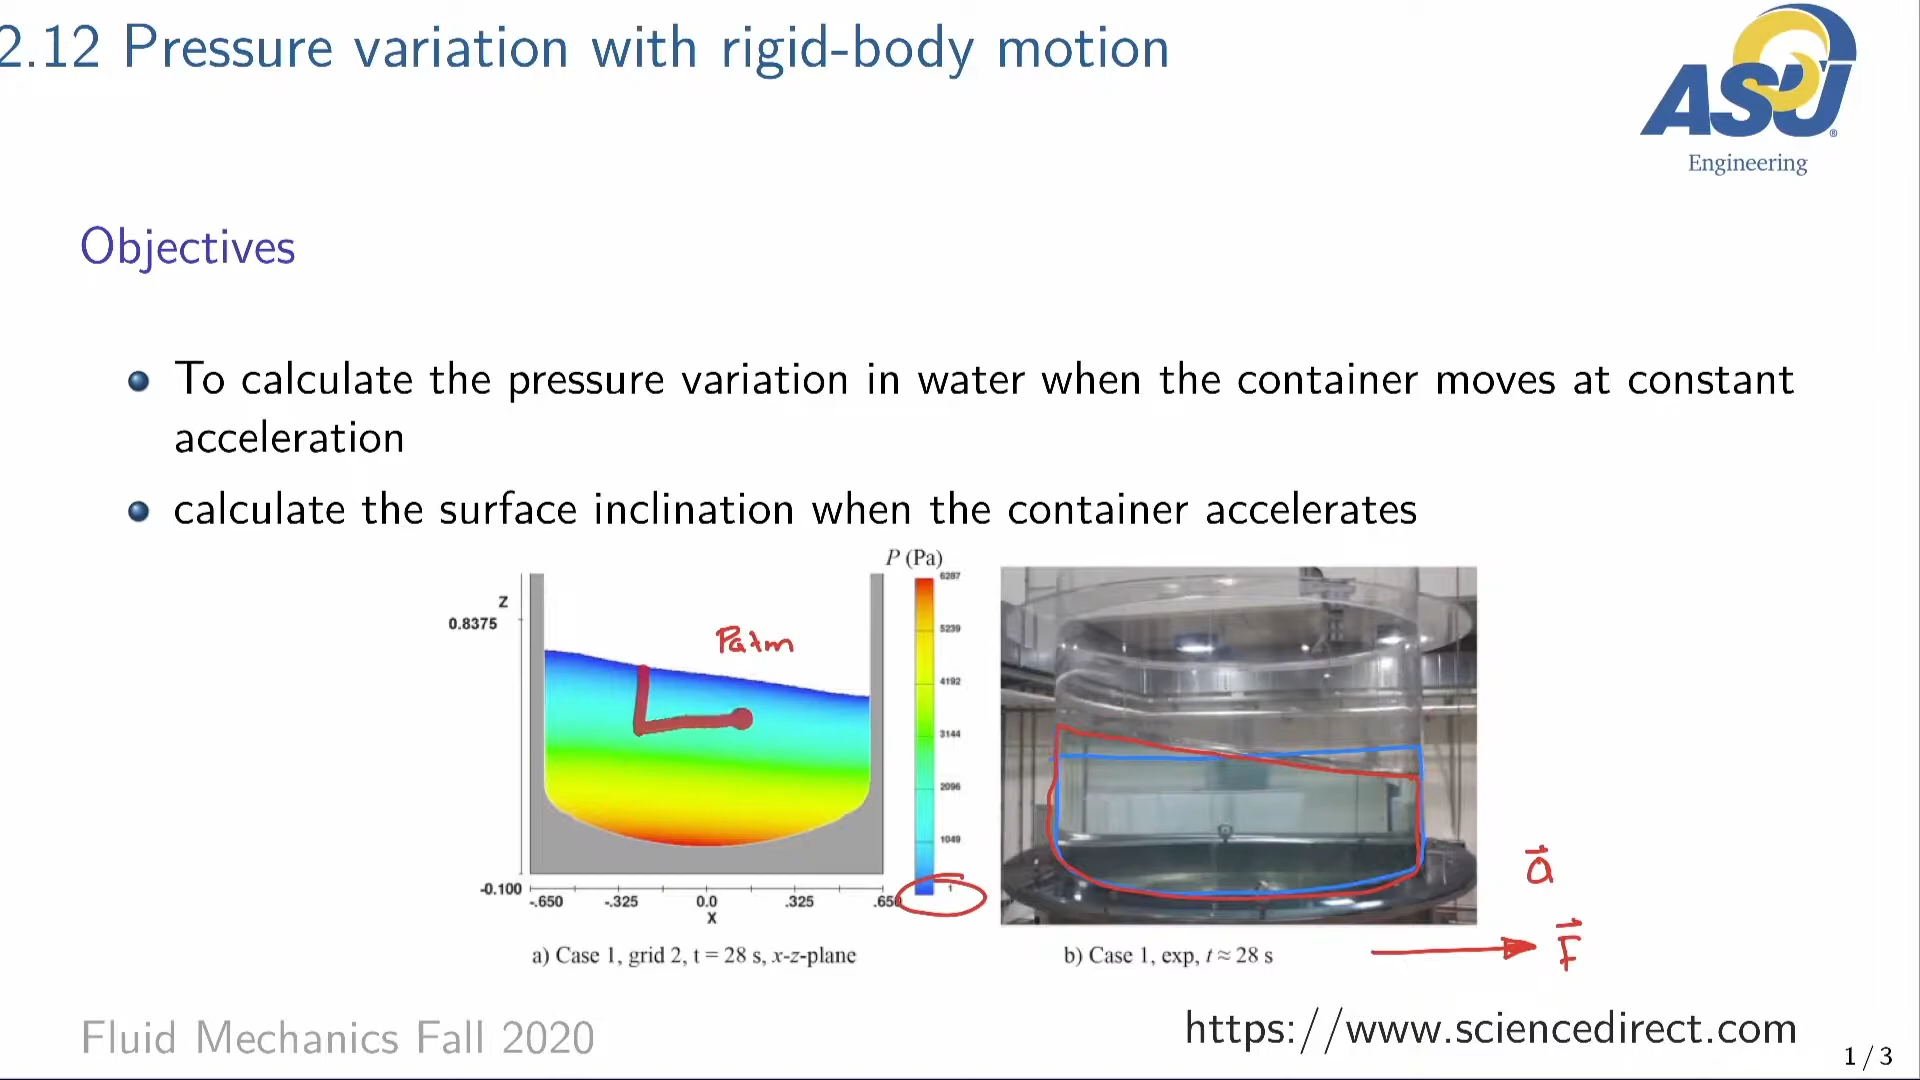 2.12 Pressure variation with rigid-body motion
ASU®
Engineering
Objectives
To calculate the pressure variation in water when the container moves at constant
acceleration
calculate the surface inclination when the container accelerates
P (Pa)
6287
5239
4192
3144
2096
1049
1
Z
0.8375
-0.100
Patm
-.650 -.325 0.0 .325 .650
X
a) Case 1, grid 2, t = 28 s, x-z-plane
b) Case 1, exp, t ≈ 28 s
a⃗
F⃗
Fluid Mechanics Fall 2020
https://www.sciencedirect.com
1 / 3